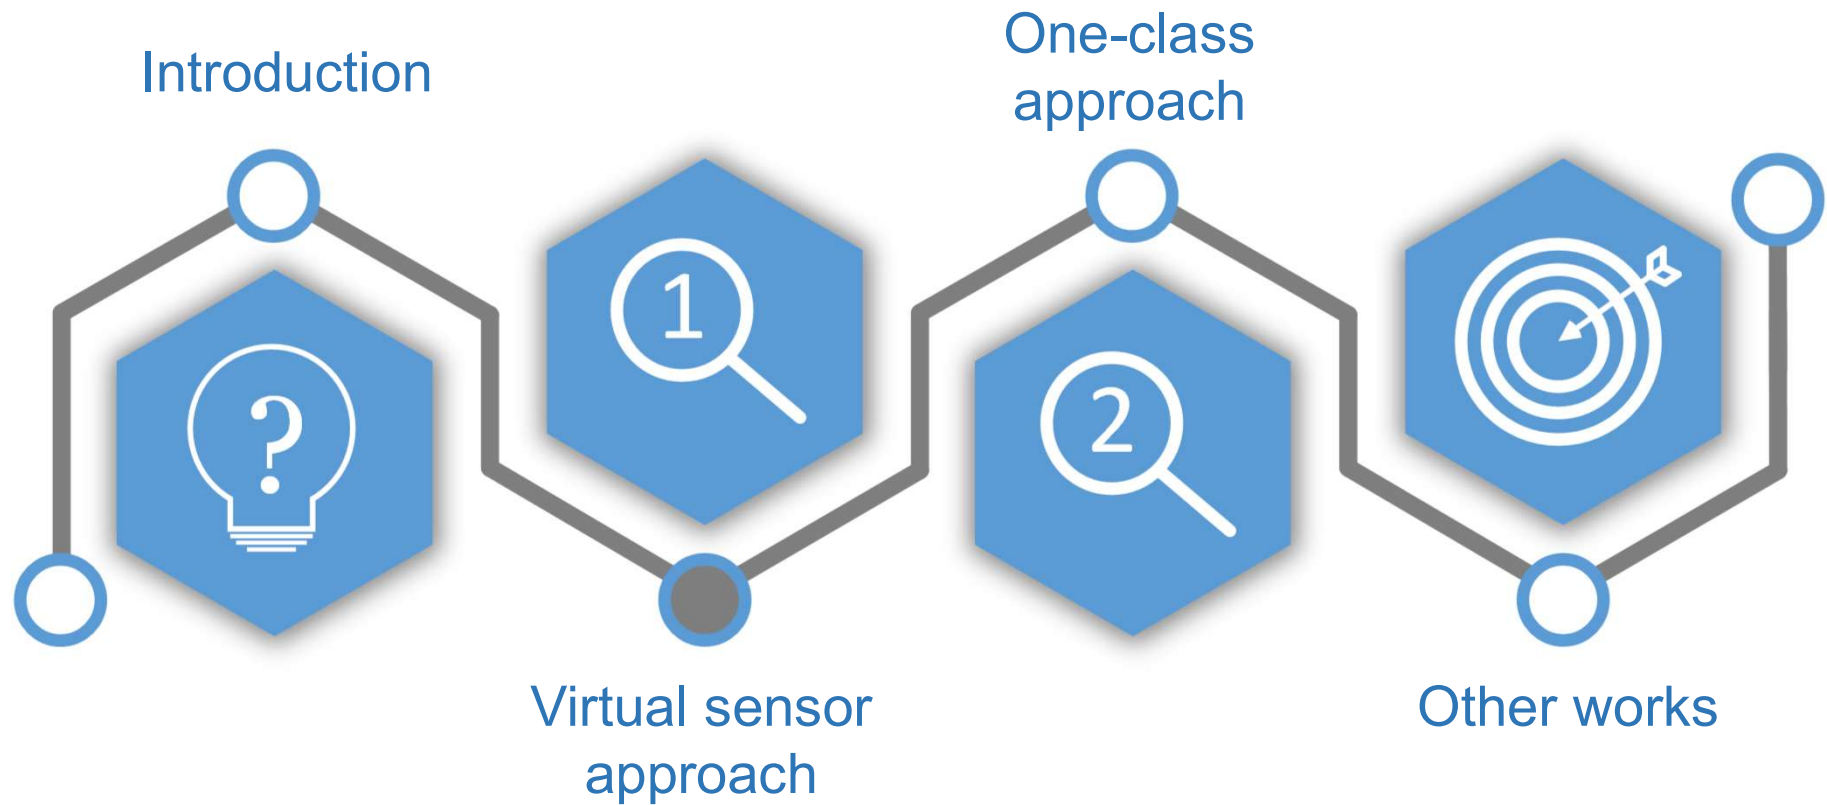 Introduction
?
1
Virtual sensor
approach
One-class
approach
2
Other works